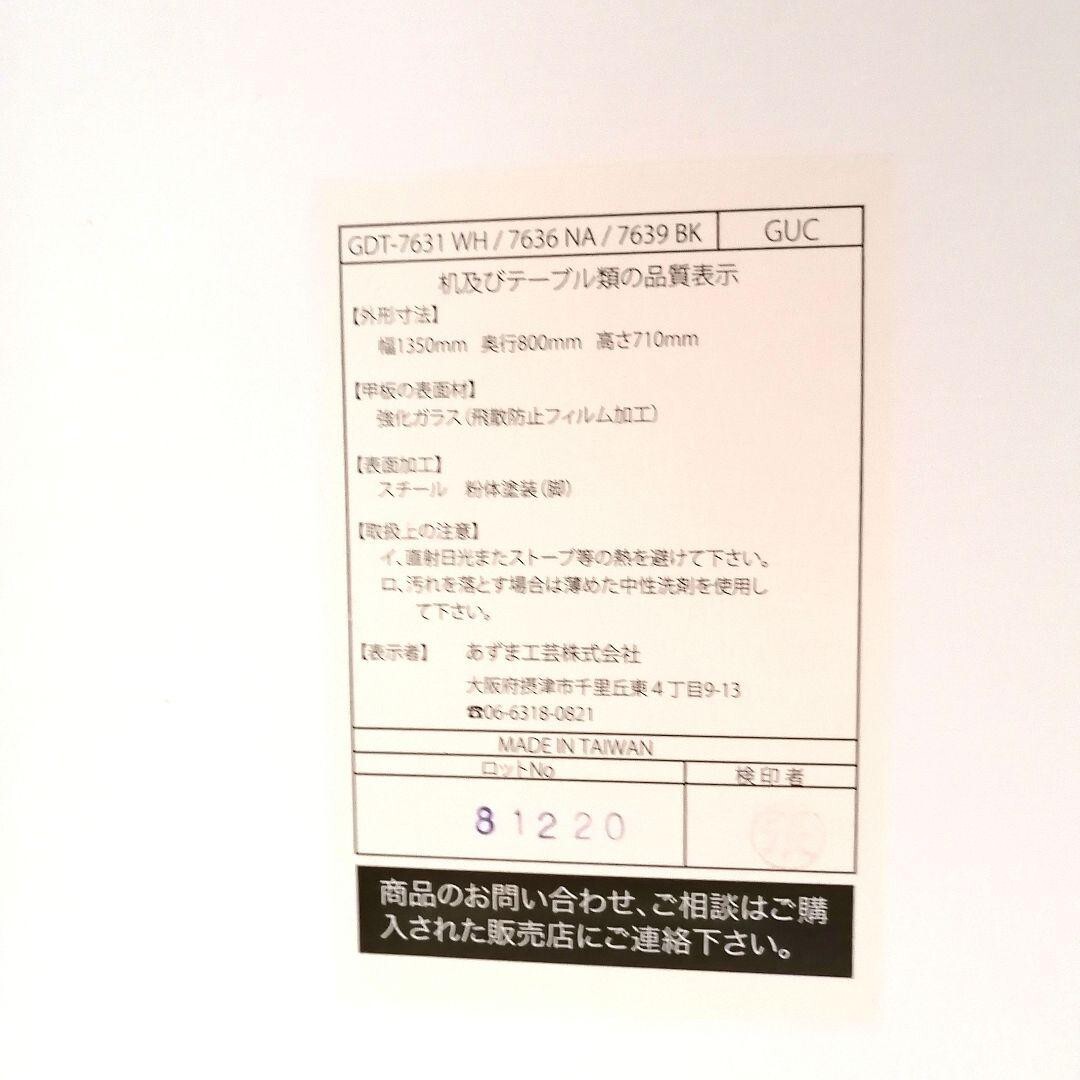 GDT-7631 WH / 7636 NA / 7639 BK GUC
机及びテーブル類の品質表示
【外形寸法】
幅1350mm 奥行800mm 高さ710mm
【甲板の表面材】
強化ガラス(飛散防止フィルム加工)
【表面加工】
スチール 粉体塗装(脚)
【取扱上の注意】
イ、直射日光またストーブ等の熱を避けて下さい。
ロ、汚れを落とす場合は薄めた中性洗剤を使用し
て下さい。
【表示者】 あずま工芸株式会社
大阪府摂津市千里丘東4丁目9-13
☎06-6318-0821
MADE IN TAIWAN
ロットNo 検印者
81220
商品のお問い合わせ、ご相談はご購
入された販売店にご連絡下さい。